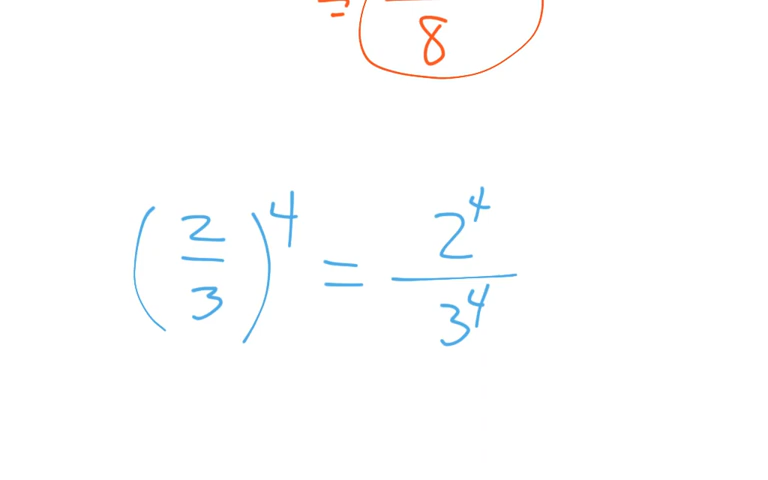 = 8
(2/3)^4 = 2^4/3^4